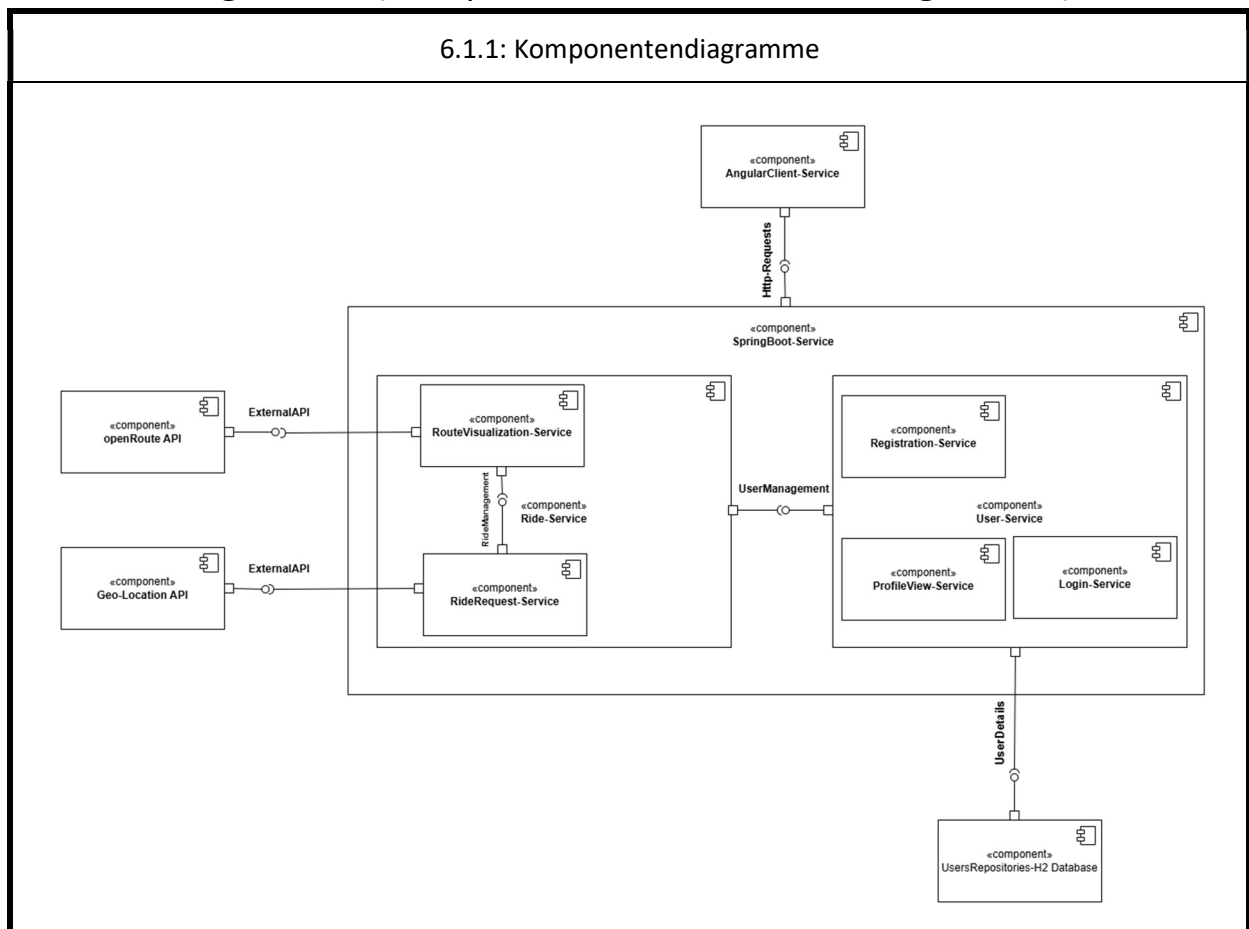 6.1.1: Komponentendiagramme
«component»
AngularClient-Service
Http-Requests
«component»
SpringBoot-Service
«component»
openRoute API
ExternalAPI
«component»
RouteVisualization-Service
RideManagement
«component»
Ride-Service
«component»
Geo-Location API
ExternalAPI
«component»
RideRequest-Service
UserManagement
«component»
Registration-Service
«component»
User-Service
«component»
ProfileView-Service
«component»
Login-Service
UserDetails
«component»
UsersRepositories-H2 Database